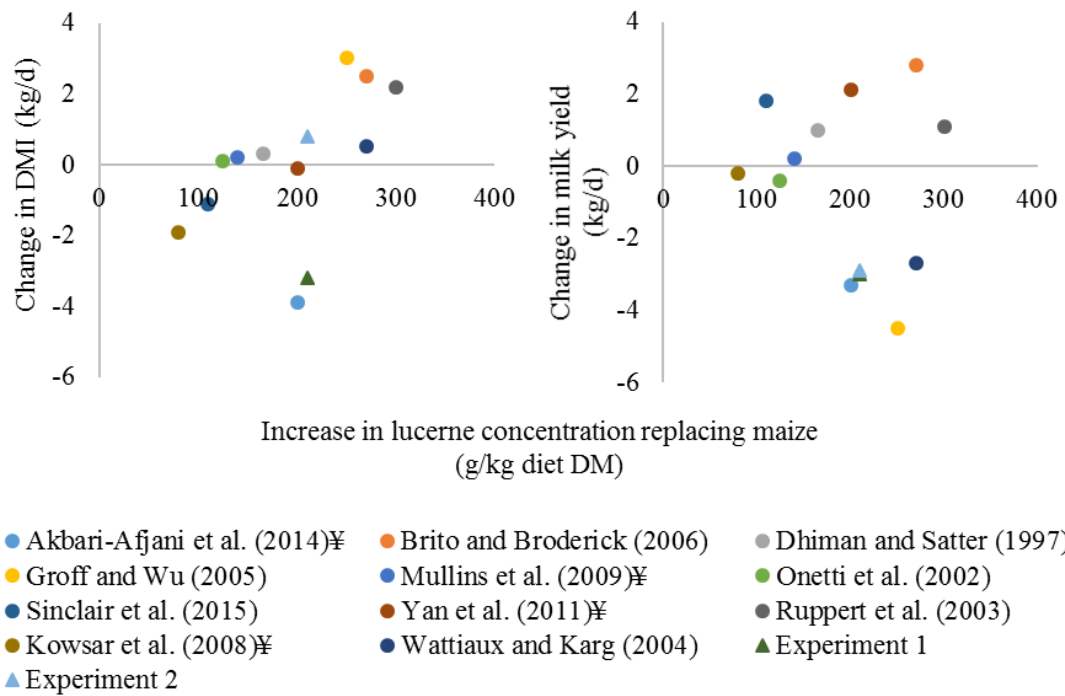 4
2
0
-2
-4
-6
0
100
200
300
400
Change in DMI (kg/d)
4
2
0
-2
-4
-6
0
100
200
300
400
Change in milk yield
(kg/d)
Increase in lucerne concentration replacing maize
(g/kg diet DM)
Akbari-Afjani et al. (2014)¥
Brito and Broderick (2006)
Dhiman and Satter (1997)
Groff and Wu (2005)
Mullins et al. (2009)¥
Onetti et al. (2002)
Sinclair et al. (2015)
Yan et al. (2011)¥
Ruppert et al. (2003)
Kowsar et al. (2008)¥
Wattiaux and Karg (2004)
Experiment 1
Experiment 2